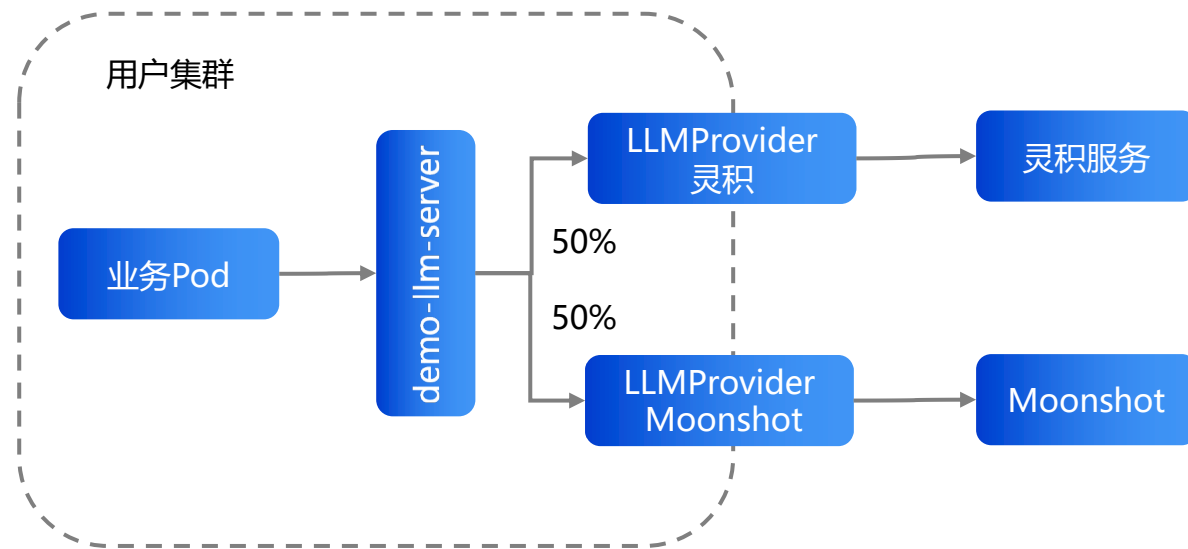 用户集群
业务Pod
demo-llm-server
LLMProvider
灵积
灵积服务
50%
50%
LLMProvider
Moonshot
Moonshot